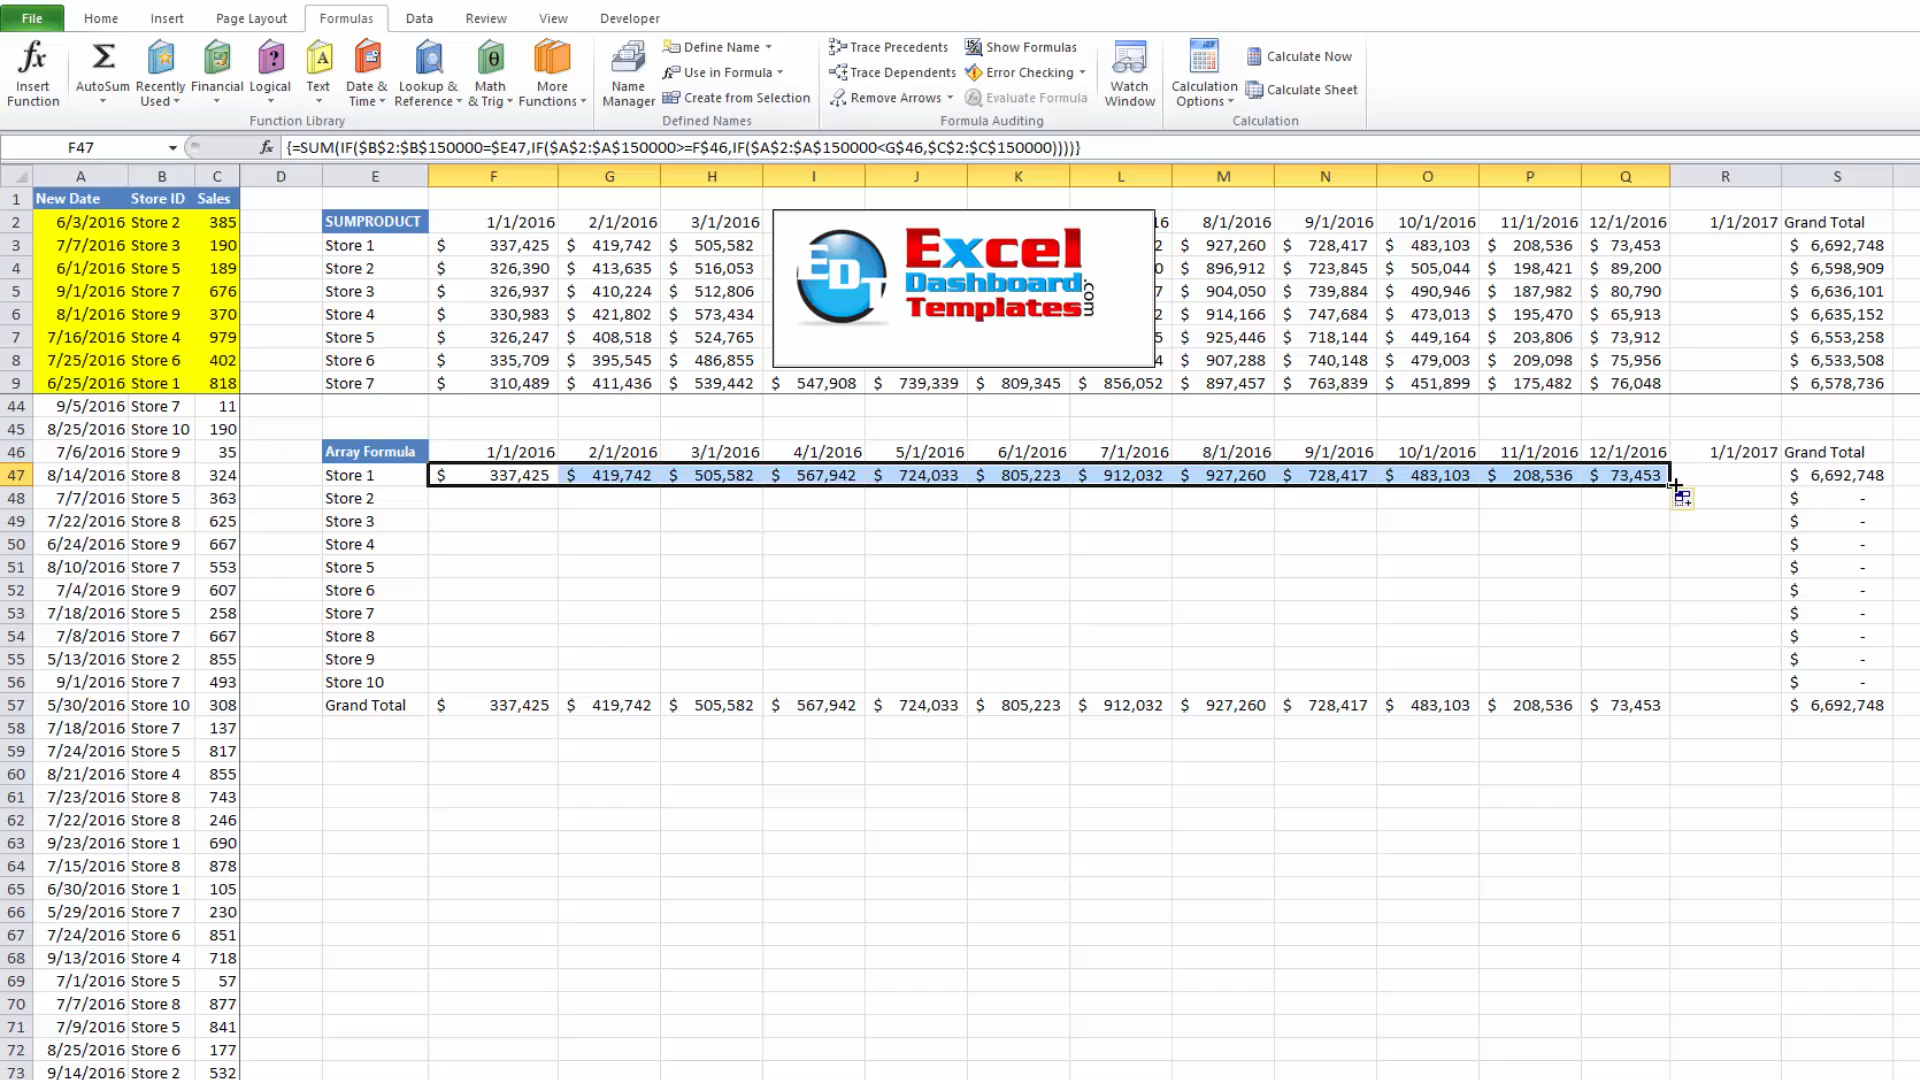 File Home Insert Page Layout Formulas Data Review View Developer
Insert Function AutoSum Recently Used Financial Logical Text Date & Time Lookup & Reference Math & Trig More Functions
Function Library
Name Manager Define Name Use in Formula Create from Selection
Defined Names
Trace Precedents Trace Dependents Remove Arrows Show Formulas Error Checking Evaluate Formula
Formula Auditing
Watch Window
Calculation Options Calculate Now Calculate Sheet
Calculation
F47 fx {=SUM(IF($B$2:$B$150000=$E47,IF($A$2:$A$150000>=F$46,IF($A$2:$A$150000<G$46,$C$2:$C$150000))))}
A B C D E F G H I J K L M N O P Q R S
1 New Date Store ID Sales
2 6/3/2016 Store 2 385 SUMPRODUCT 1/1/2016 2/1/2016 3/1/2016 16 8/1/2016 9/1/2016 10/1/2016 11/1/2016 12/1/2016 1/1/2017 Grand Total
3 7/7/2016 Store 3 190 Store 1 $ 337,425 $ 419,742 $ 505,582 2 $ 927,260 $ 728,417 $ 483,103 $ 208,536 $ 73,453 $ 6,692,748
4 6/1/2016 Store 5 189 Store 2 $ 326,390 $ 413,635 $ 516,053 0 $ 896,912 $ 723,845 $ 505,044 $ 198,421 $ 89,200 $ 6,598,909
5 9/1/2016 Store 7 676 Store 3 $ 326,937 $ 410,224 $ 512,806 7 $ 904,050 $ 739,884 $ 490,946 $ 187,982 $ 80,790 $ 6,636,101
6 8/1/2016 Store 9 370 Store 4 $ 330,983 $ 421,802 $ 573,434 $ 914,166 $ 747,684 $ 473,013 $ 195,470 $ 65,913 $ 6,635,152
7 7/16/2016 Store 4 979 Store 5 $ 326,247 $ 408,518 $ 524,765 $ 925,446 $ 718,144 $ 449,164 $ 203,806 $ 73,912 $ 6,553,258
8 7/25/2016 Store 6 402 Store 6 $ 335,709 $ 395,545 $ 486,855 4 $ 907,288 $ 740,148 $ 479,003 $ 209,098 $ 75,956 $ 6,533,508
9 6/25/2016 Store 1 818 Store 7 $ 310,489 $ 411,436 $ 539,442 $ 547,908 $ 739,339 $ 809,345 $ 856,052 $ 897,457 $ 763,839 $ 451,899 $ 175,482 $ 76,048 $ 6,578,736
EDT
Excel
Dashboard
Templates
.com
44 9/5/2016 Store 7 11
45 8/25/2016 Store 10 190
46 7/6/2016 Store 9 35 Array Formula 1/1/2016 2/1/2016 3/1/2016 4/1/2016 5/1/2016 6/1/2016 7/1/2016 8/1/2016 9/1/2016 10/1/2016 11/1/2016 12/1/2016 1/1/2017 Grand Total
47 8/14/2016 Store 8 324 Store 1 $ 337,425 $ 419,742 $ 505,582 $ 567,942 $ 724,033 $ 805,223 $ 912,032 $ 927,260 $ 728,417 $ 483,103 $ 208,536 $ 73,453 $ 6,692,748
48 7/7/2016 Store 5 363 Store 2 $ -
49 7/22/2016 Store 8 625 Store 3 $ -
50 6/24/2016 Store 9 667 Store 4 $ -
51 8/10/2016 Store 7 553 Store 5 $ -
52 7/4/2016 Store 9 607 Store 6 $ -
53 7/18/2016 Store 5 258 Store 7 $ -
54 7/8/2016 Store 7 667 Store 8 $ -
55 5/13/2016 Store 2 855 Store 9 $ -
56 9/1/2016 Store 7 493 Store 10 $ -
57 5/30/2016 Store 10 308 Grand Total $ 337,425 $ 419,742 $ 505,582 $ 567,942 $ 724,033 $ 805,223 $ 912,032 $ 927,260 $ 728,417 $ 483,103 $ 208,536 $ 73,453 $ 6,692,748
58 7/18/2016 Store 7 137
59 7/24/2016 Store 5 817
60 8/21/2016 Store 4 855
61 7/23/2016 Store 8 743
62 7/22/2016 Store 8 246
63 9/23/2016 Store 1 690
64 7/15/2016 Store 8 878
65 6/30/2016 Store 1 105
66 5/29/2016 Store 7 230
67 7/24/2016 Store 6 851
68 9/13/2016 Store 4 718
69 7/1/2016 Store 5 57
70 7/7/2016 Store 8 877
71 7/9/2016 Store 5 841
72 8/25/2016 Store 6 177
73 9/14/2016 Store 2 532